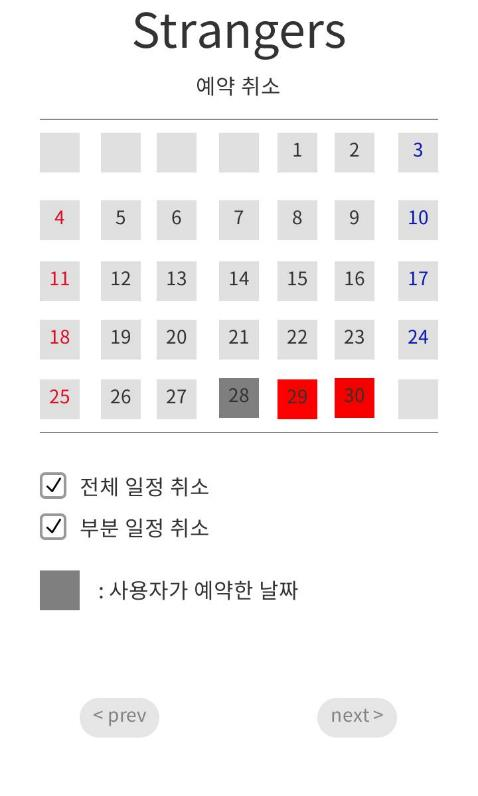 Strangers
예약 취소
1 2 3
4 5 6 7 8 9 10
11 12 13 14 15 16 17
18 19 20 21 22 23 24
25 26 27 28 29 30
전체 일정 취소
부분 일정 취소
: 사용자가 예약한 날짜
< prev next >